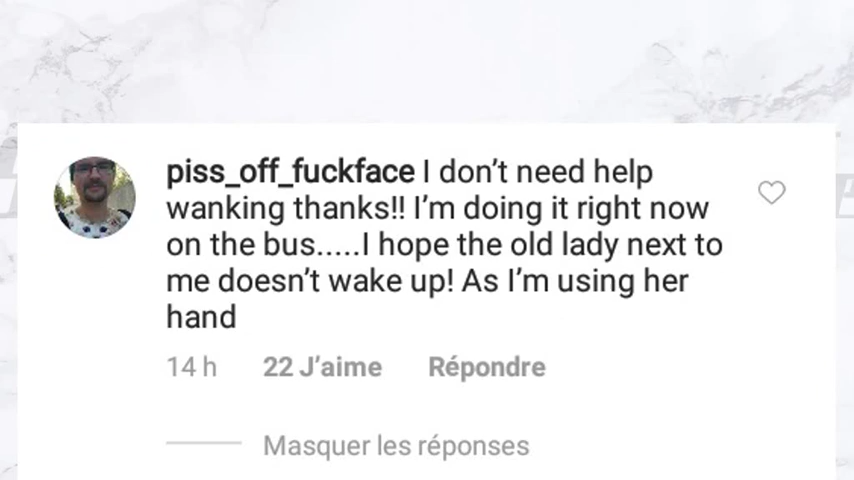 piss_off_fuckface I don't need help
wanking thanks!! I'm doing it right now
on the bus.....I hope the old lady next to
me doesn't wake up! As I'm using her
hand
14 h 22 J'aime Répondre
Masquer les réponses